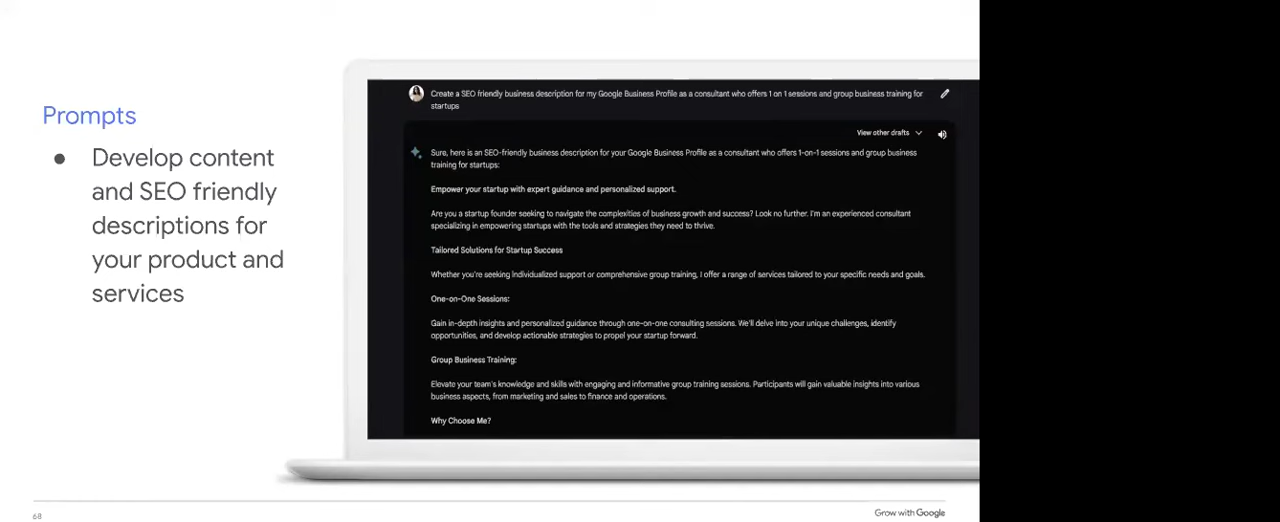 Prompts
● Develop content
and SEO friendly
descriptions for
your product and
services
Create a SEO friendly business description for my Google Business Profile as a consultant who offers 1 on 1 sessions and group business training for
startups
View other drafts
Sure, here is an SEO-friendly business description for your Google Business Profile as a consultant who offers 1-on-1 sessions and group business
training for startups:
Empower your startup with expert guidance and personalized support.
Are you a startup founder seeking to navigate the complexities of business growth and success? Look no further. I'm an experienced consultant
specializing in empowering startups with the tools and strategies they need to thrive.
Tailored Solutions for Startup Success
Whether you're seeking individualized support or comprehensive group training, I offer a range of services tailored to your specific needs and goals.
One-on-One Sessions:
Gain in-depth insights and personalized guidance through one-on-one consulting sessions. We'll delve into your unique challenges, identify
opportunities, and develop actionable strategies to propel your startup forward.
Group Business Training:
Elevate your team's knowledge and skills with engaging and informative group training sessions. Participants will gain valuable insights into various
business aspects, from marketing and sales to finance and operations.
Why Choose Me?
68
Grow with Google